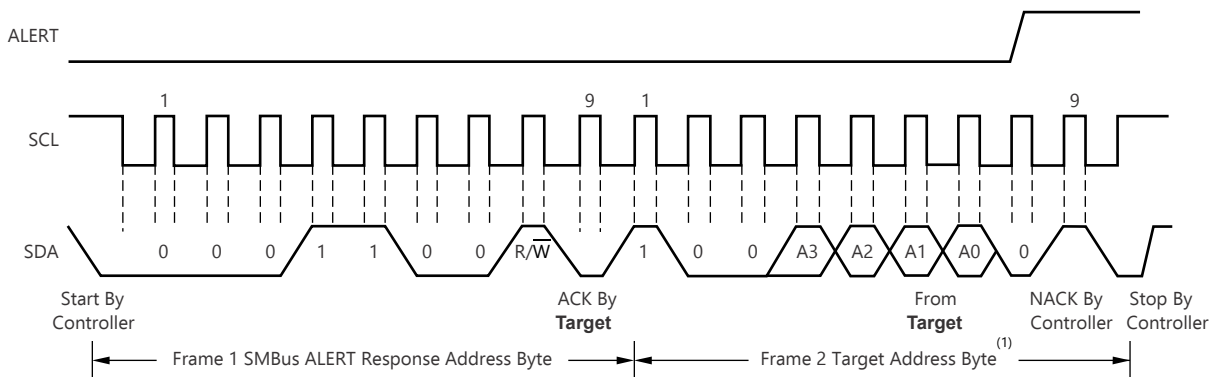 ALERT
1 9 1 9
SCL
SDA 0 0 0 1 1 0 0 R/W 1 0 0 A3 A2 A1 A0 0
Start By
Controller
ACK By
Target
From
Target
NACK By
Controller
Stop By
Controller
Frame 1 SMBus ALERT Response Address Byte
Frame 2 Target Address Byte(1)